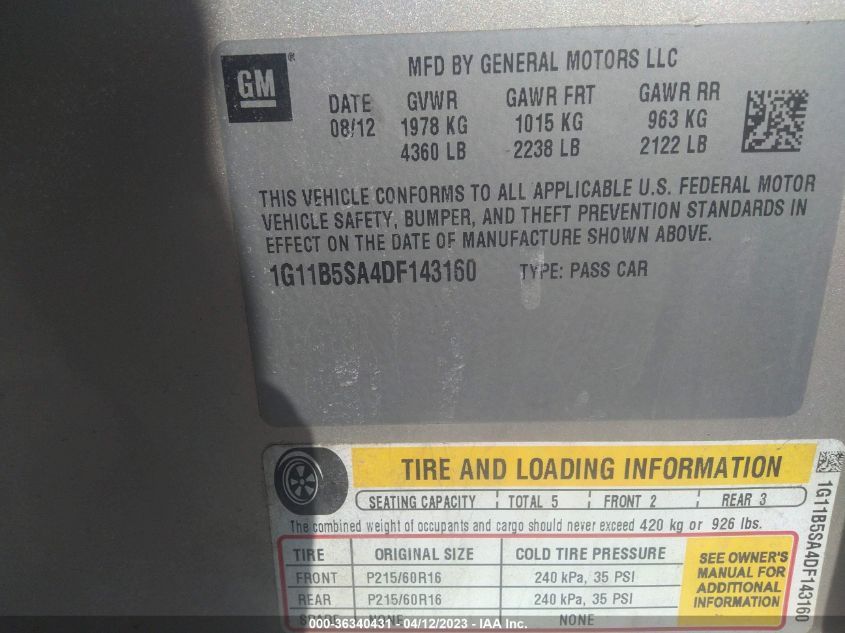 GM
MFD BY GENERAL MOTORS LLC
DATE GVWR GAWR FRT GAWR RR
08/12 1978 KG 1015 KG 963 KG
4360 LB 2238 LB 2122 LB
THIS VEHICLE CONFORMS TO ALL APPLICABLE U.S. FEDERAL MOTOR
VEHICLE SAFETY, BUMPER, AND THEFT PREVENTION STANDARDS IN
EFFECT ON THE DATE OF MANUFACTURE SHOWN ABOVE.
1G11B5SA4DF143160 TYPE: PASS CAR
TIRE AND LOADING INFORMATION
SEATING CAPACITY TOTAL 5 FRONT 2 REAR 3
The combined weight of occupants and cargo should never exceed 420 kg or 926 lbs.
TIRE ORIGINAL SIZE COLD TIRE PRESSURE
FRONT P215/60R16 240 kPa, 35 PSI
REAR P215/60R16 240 kPa, 35 PSI
SPARE NONE NONE
SEE OWNER'S
MANUAL FOR
ADDITIONAL
INFORMATION
1G11B5SA4DF143160
000-36340431 - 04/12/2023 - IAA Inc.